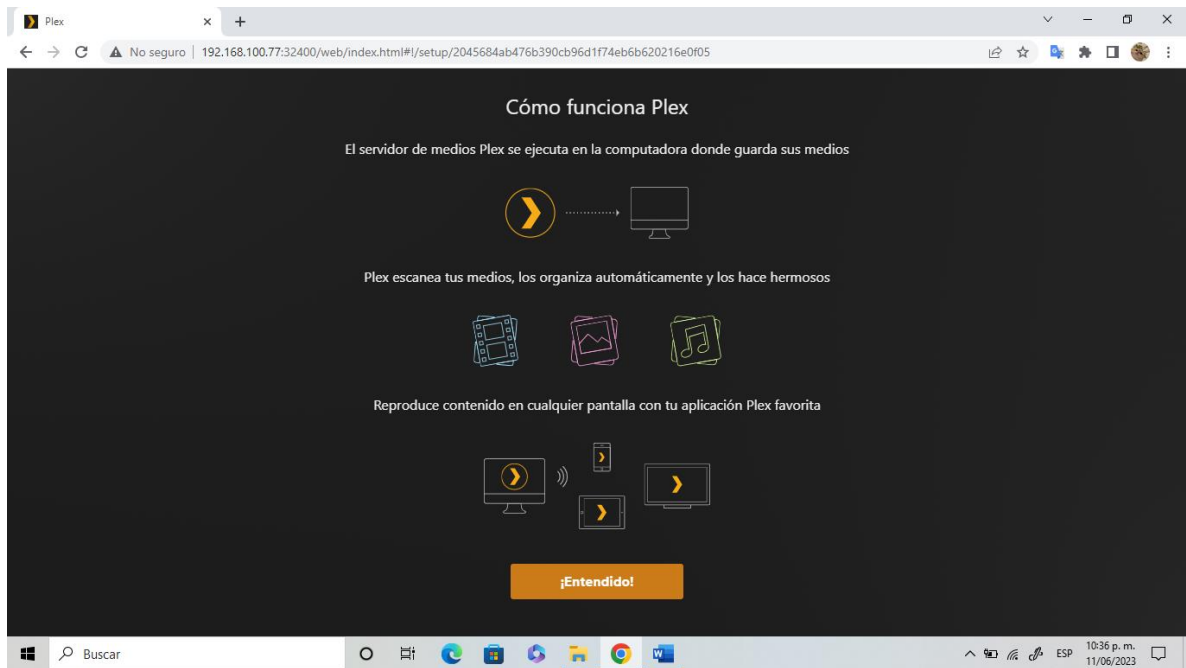 Plex
No seguro
192.168.100.77:32400/web/index.html#!/setup/2045684ab476b390cb96d1f74eb6b620216e0f05
Cómo funciona Plex
El servidor de medios Plex se ejecuta en la computadora donde guarda sus medios
Plex escanea tus medios, los organiza automáticamente y los hace hermosos
Reproduce contenido en cualquier pantalla con tu aplicación Plex favorita
¡Entendido!
Buscar
ESP
10:36 p. m.
11/06/2023